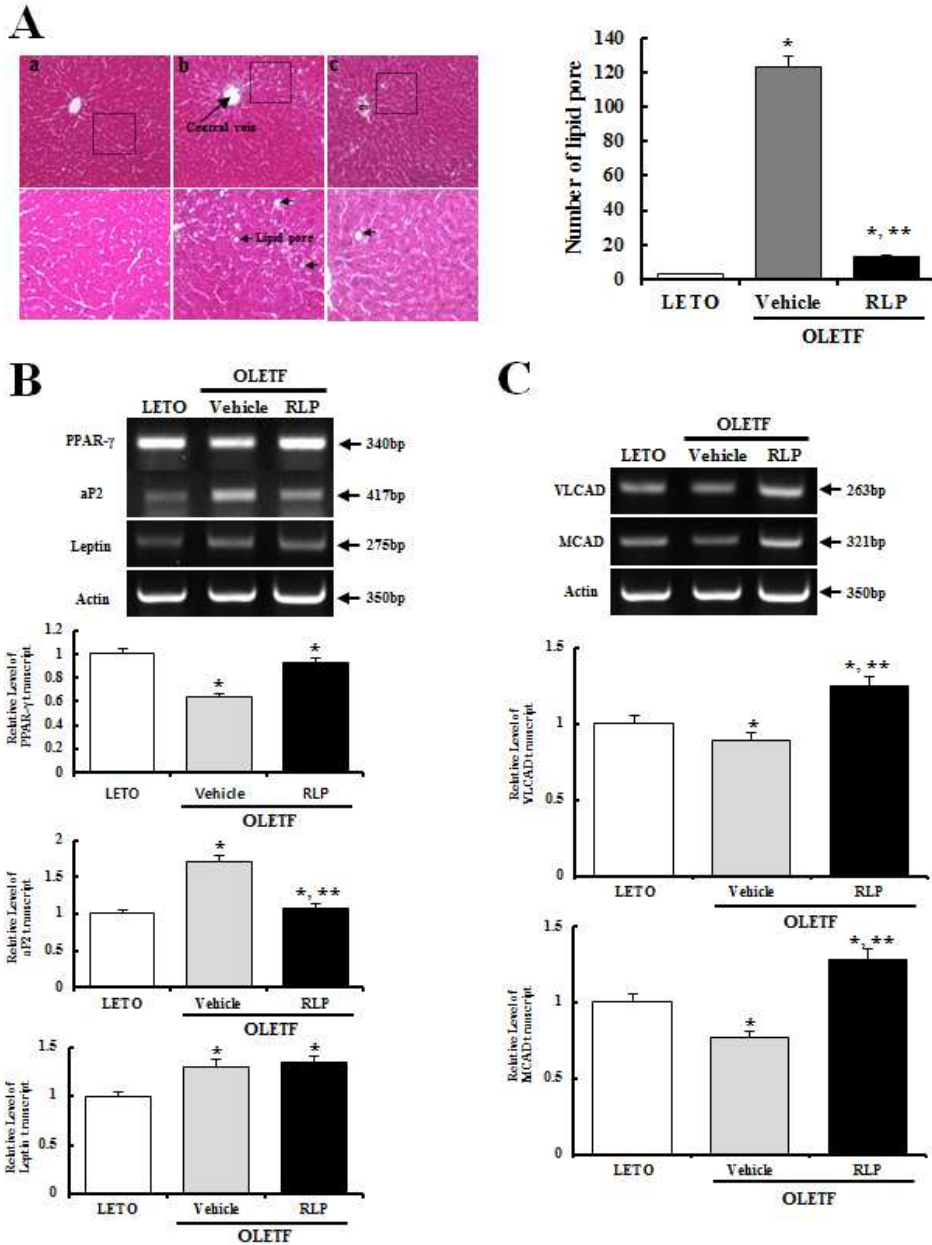 A
a
b
c
Central vein
Lipid pore
Number of lipid pore
140
120
100
80
60
40
20
0
*
*, **
LETO
Vehicle
RLP
OLETF
B
OLETF
LETO
Vehicle
RLP
PPAR-γ
340bp
aP2
417bp
Leptin
275bp
Actin
350bp
Relative Level of
PPAR-γ transcript
1.2
1
0.8
0.6
0.4
0.2
0
*
*
LETO
Vehicle
RLP
OLETF
Relative Level of
aP2 transcript
2
1.5
1
0.5
0
*
*, **
LETO
Vehicle
RLP
OLETF
Relative Level of
Leptin transcript
1.5
1
0.5
0
*
*
LETO
Vehicle
RLP
OLETF
C
OLETF
LETO
Vehicle
RLP
VLCAD
263bp
MCAD
321bp
Actin
350bp
Relative Level of
VLCAD transcript
1.5
1
0.5
0
*
*, **
LETO
Vehicle
RLP
OLETF
Relative Level of
MCAD transcript
1.5
1
0.5
0
*
*, **
LETO
Vehicle
RLP
OLETF